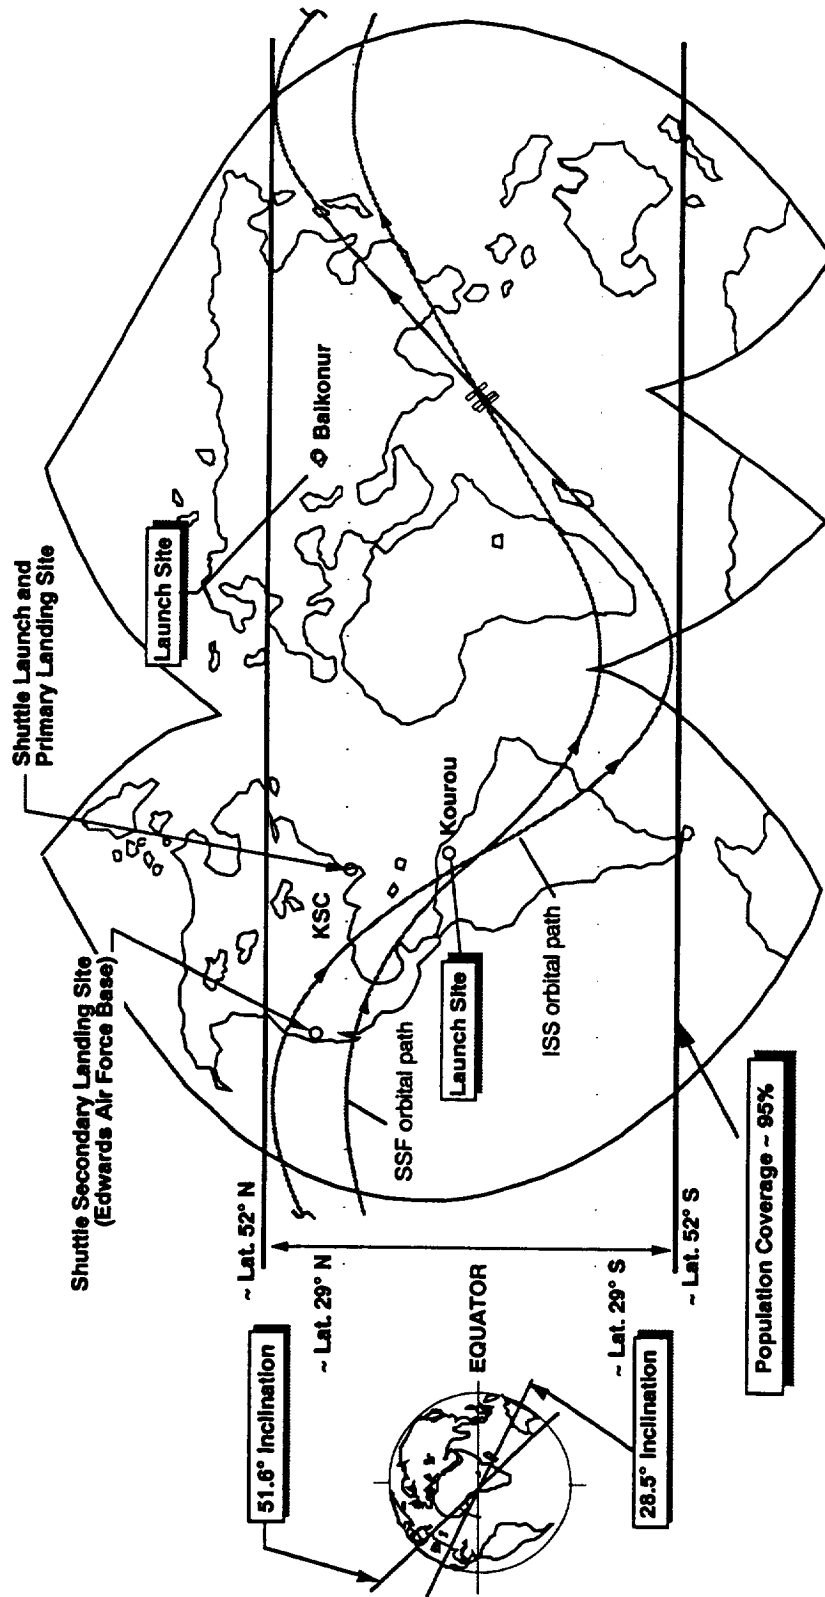 Shuttle Launch and
Primary Landing Site
Shuttle Secondary Landing Site
(Edwards Air Force Base)
Launch Site
Baikonur
KSC
Kourou
Launch Site
SSF orbital path
ISS orbital path
~ Lat. 52° N
~ Lat. 29° N
51.6° Inclination
EQUATOR
~ Lat. 29° S
~ Lat. 52° S
28.5° Inclination
Population Coverage ~ 95%